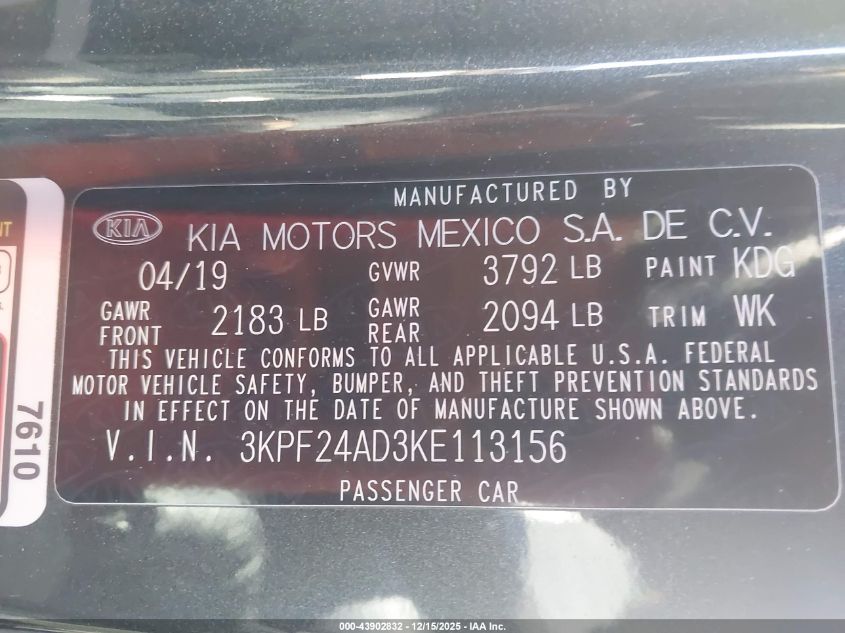 MANUFACTURED BY
KIA KIA MOTORS MEXICO S.A. DE C.V.
04/19 GVWR 3792 LB PAINT KDG
GAWR FRONT 2183 LB GAWR REAR 2094 LB TRIM WK
THIS VEHICLE CONFORMS TO ALL APPLICABLE U.S.A. FEDERAL
MOTOR VEHICLE SAFETY, BUMPER, AND THEFT PREVENTION STANDARDS
IN EFFECT ON THE DATE OF MANUFACTURE SHOWN ABOVE.
V.I.N. 3KPF24AD3KE113156
PASSENGER CAR
7610
000-43902832 - 12/15/2025 - IAA Inc.